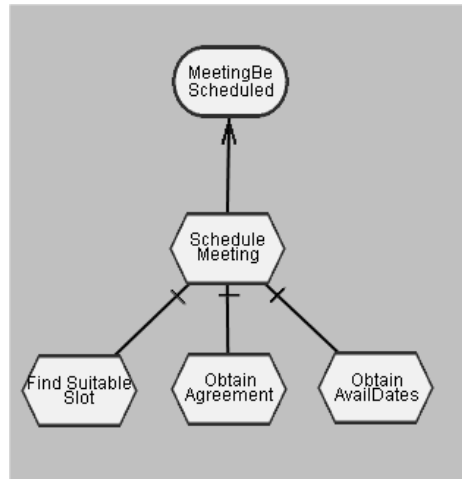 MeetingBe
Scheduled
Schedule
Meeting
Find Suitable
Slot
Obtain
Agreement
Obtain
AvailDates